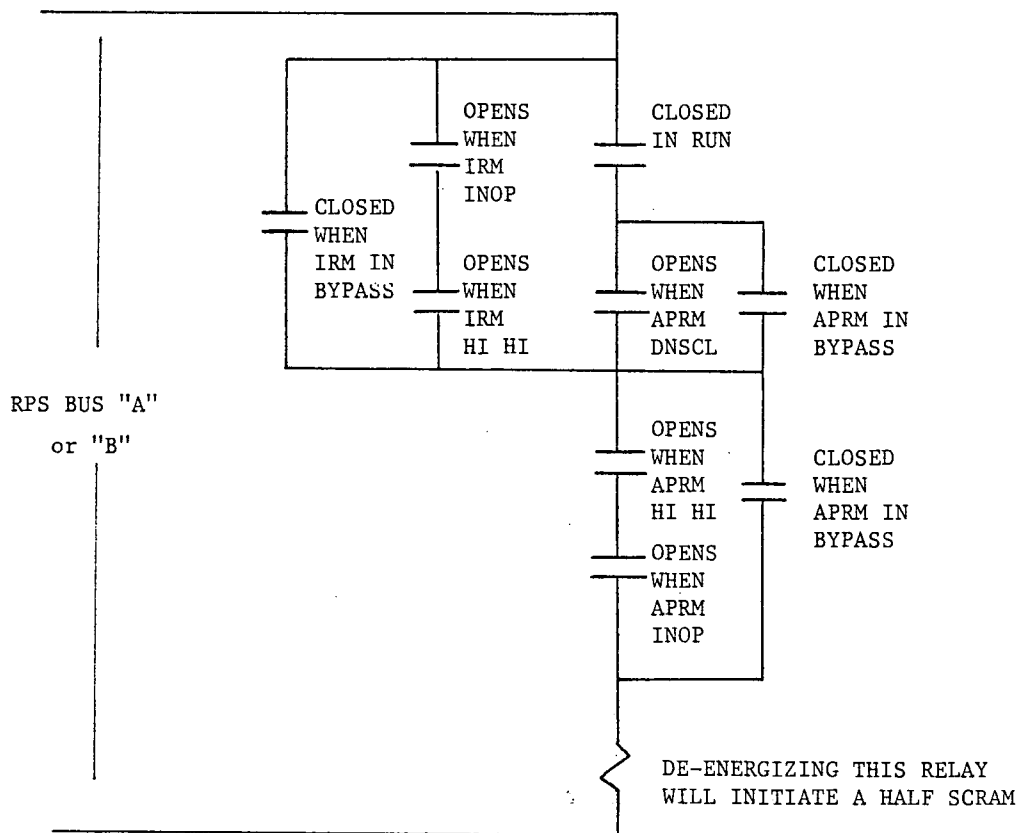 OPENS
WHEN
IRM
INOP
CLOSED
IN RUN
CLOSED
WHEN
IRM IN
BYPASS
OPENS
WHEN
IRM
HI HI
OPENS
WHEN
APRM
DNSCL
CLOSED
WHEN
APRM IN
BYPASS
RPS BUS "A"
or "B"
OPENS
WHEN
APRM
HI HI
CLOSED
WHEN
APRM IN
BYPASS
OPENS
WHEN
APRM
INOP
DE-ENERGIZING THIS RELAY
WILL INITIATE A HALF SCRAM